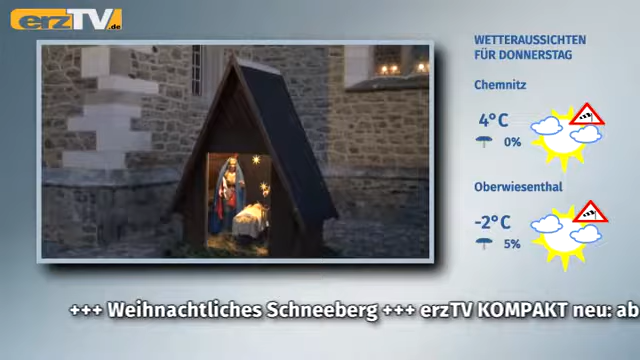 erzTV.de
WETTERAUSSICHTEN
FÜR DONNERSTAG
Chemnitz
4°C
0%
Oberwiesenthal
-2°C
5%
+++ Weihnachtliches Schneeberg +++ erzTV KOMPAKT neu: ab